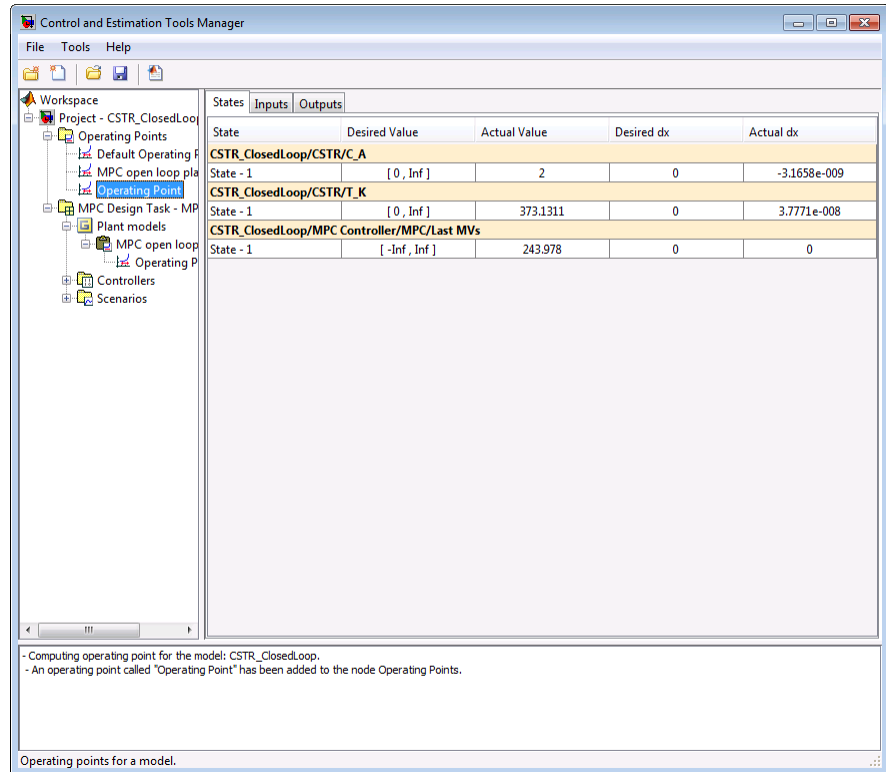 Control and Estimation Tools Manager
File Tools Help
Workspace
Project - CSTR_ClosedLoo
Operating Points
Default Operating P
MPC open loop pla
Operating Point
MPC Design Task - MP
Plant models
MPC open loop
Operating P
Controllers
Scenarios
States Inputs Outputs
State Desired Value Actual Value Desired dx Actual dx
CSTR_ClosedLoop/CSTR/C_A
State - 1 [ 0 , Inf ] 2 0 -3.1658e-009
CSTR_ClosedLoop/CSTR/T_K
State - 1 [ 0 , Inf ] 373.1311 0 3.7771e-008
CSTR_ClosedLoop/MPC Controller/MPC/Last MVs
State - 1 [ -Inf , Inf ] 243.978 0 0
- Computing operating point for the model: CSTR_ClosedLoop.
- An operating point called "Operating Point" has been added to the node Operating Points.
Operating points for a model.